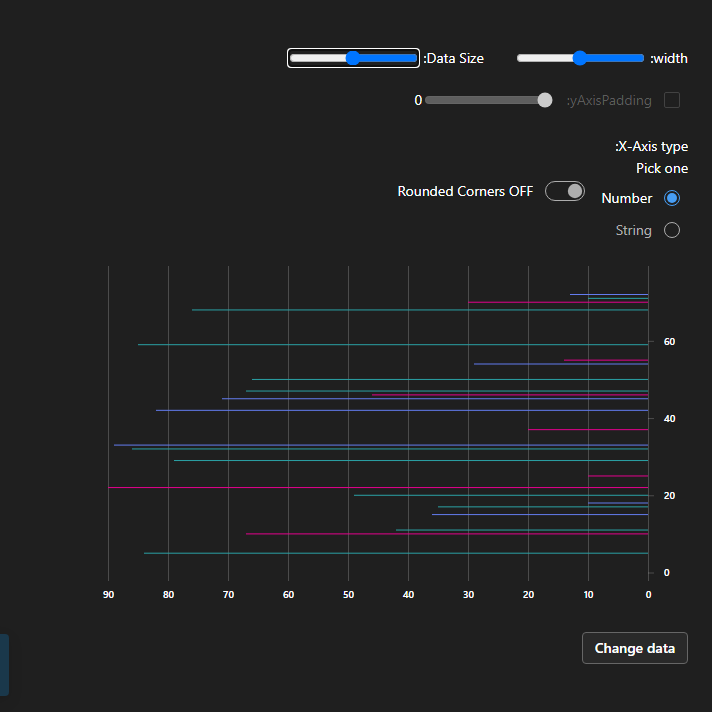 :Data Size :width
0 :yAxisPadding
:X-Axis type
Pick one
Rounded Corners OFF Number
String
60
40
20
0
90 80 70 60 50 40 30 20 10 0
Change data